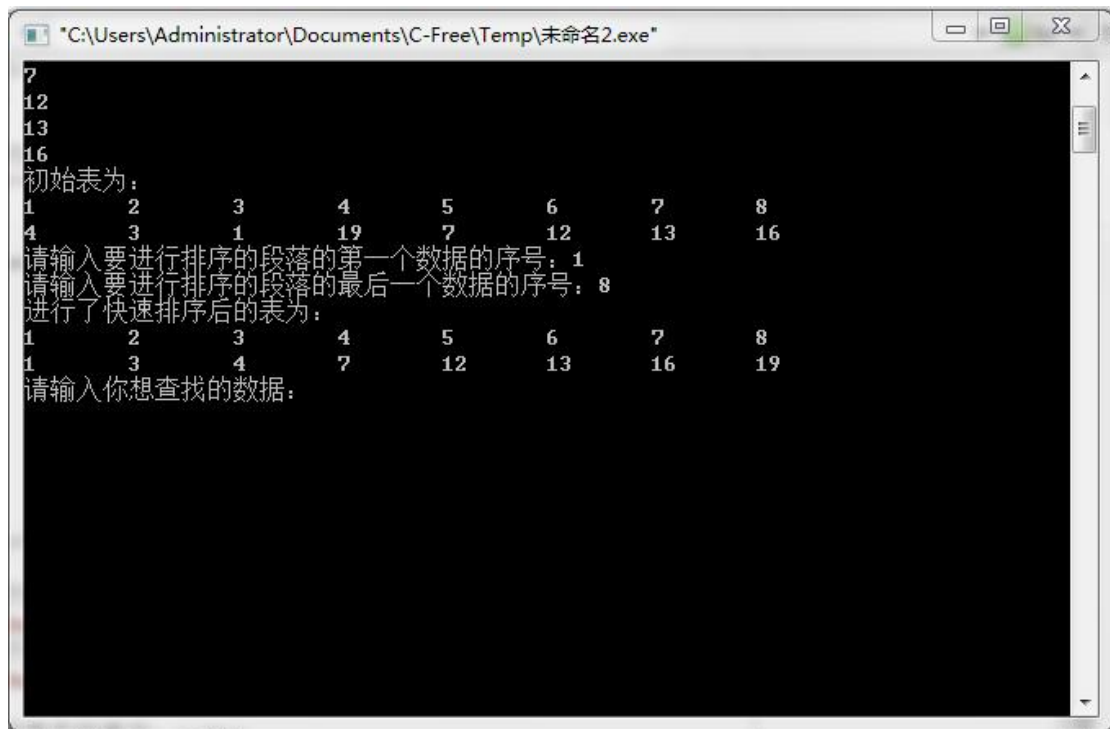 "C:\Users\Administrator\Documents\C-Free\Temp\未命名2.exe"
7
12
13
16
初始表为：
1 2 3 4 5 6 7 8
4 3 1 19 7 12 13 16
请输入要进行排序的段落的第一个数据的序号：1
请输入要进行排序的段落的最后一个数据的序号：8
进行了快速排序后的表为：
1 2 3 4 5 6 7 8
1 3 4 7 12 13 16 19
请输入你想查找的数据：